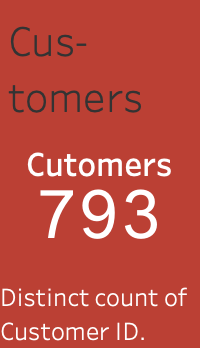 Cus-
tomers
Cutomers
793
Distinct count of
Customer ID.